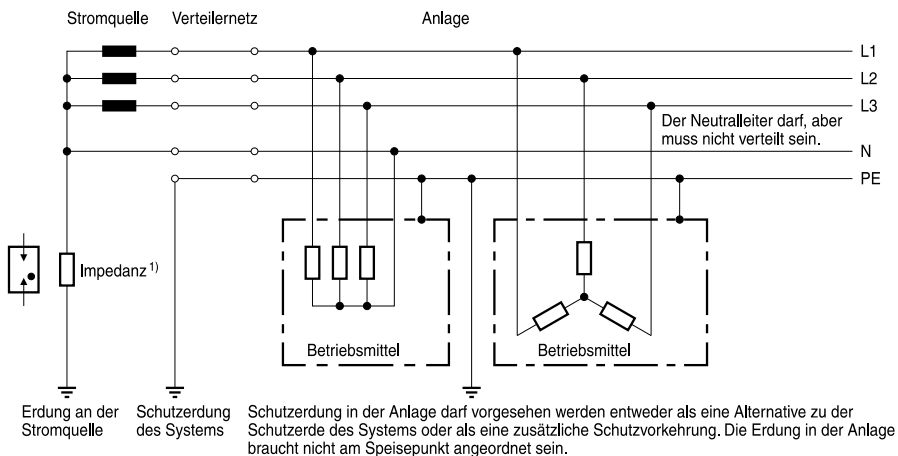 Stromquelle Verteilernetz Anlage
L1
L2
L3
Der Neutralleiter darf, aber
muss nicht verteilt sein.
N
PE
Impedanz 1)
Betriebsmittel Betriebsmittel
Erdung an der
Stromquelle
Schutzerdung
des Systems
Schutzerdung in der Anlage darf vorgesehen werden entweder als eine Alternative zu der
Schutzerde des Systems oder als eine zusätzliche Schutzvorkehrung. Die Erdung in der Anlage
braucht nicht am Speisepunkt angeordnet sein.